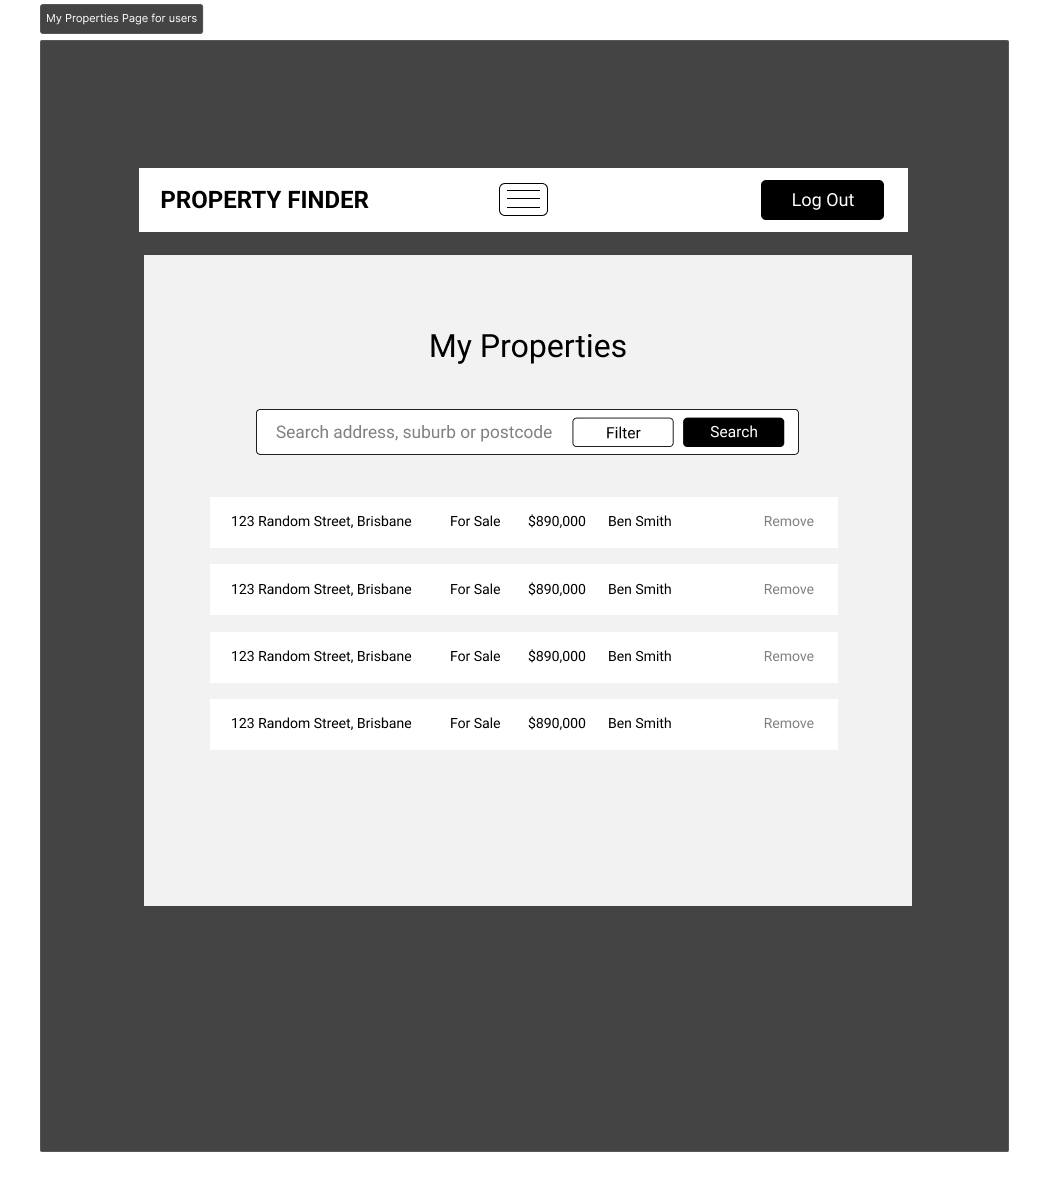 My Properties Page for users
PROPERTY FINDER
Log Out
My Properties
Search address, suburb or postcode Filter Search
123 Random Street, Brisbane For Sale $890,000 Ben Smith Remove
123 Random Street, Brisbane For Sale $890,000 Ben Smith Remove
123 Random Street, Brisbane For Sale $890,000 Ben Smith Remove
123 Random Street, Brisbane For Sale $890,000 Ben Smith Remove